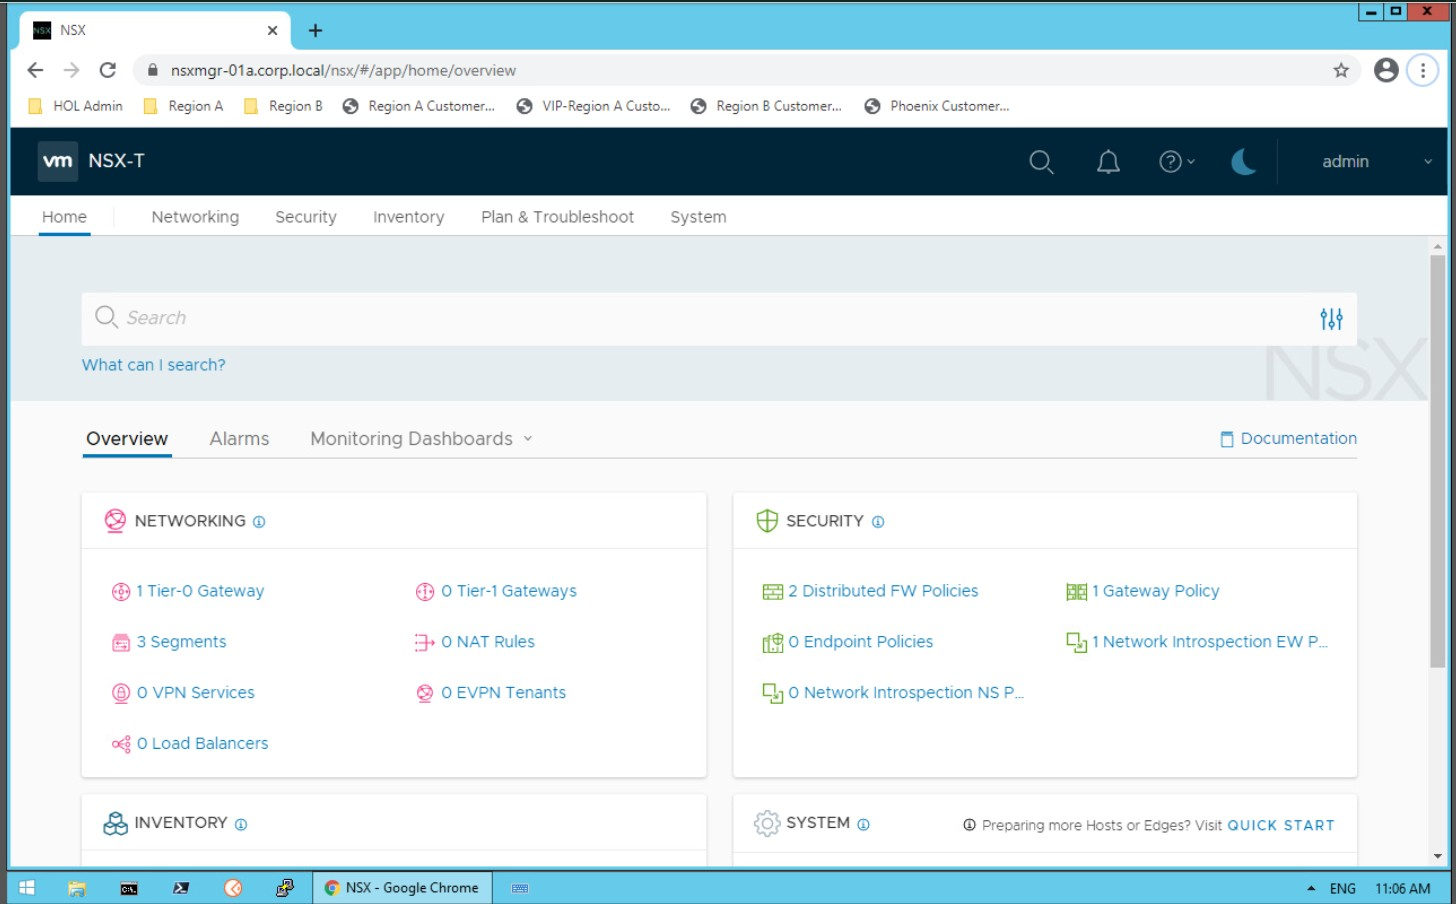 NSX
nsxmgr-01a.corp.local/nsx/#/app/home/overview
HOL Admin Region A Region B Region A Customer... VIP-Region A Custo... Region B Customer... Phoenix Customer...
vm NSX-T admin
Home Networking Security Inventory Plan & Troubleshoot System
Search
What can I search?
NSX
Overview Alarms Monitoring Dashboards Documentation
NETWORKING
1 Tier-0 Gateway 0 Tier-1 Gateways
3 Segments 0 NAT Rules
0 VPN Services 0 EVPN Tenants
0 Load Balancers
SECURITY
2 Distributed FW Policies 1 Gateway Policy
0 Endpoint Policies 1 Network Introspection EW P...
0 Network Introspection NS P...
INVENTORY
SYSTEM Preparing more Hosts or Edges? Visit QUICK START
NSX - Google Chrome ENG 11:06 AM